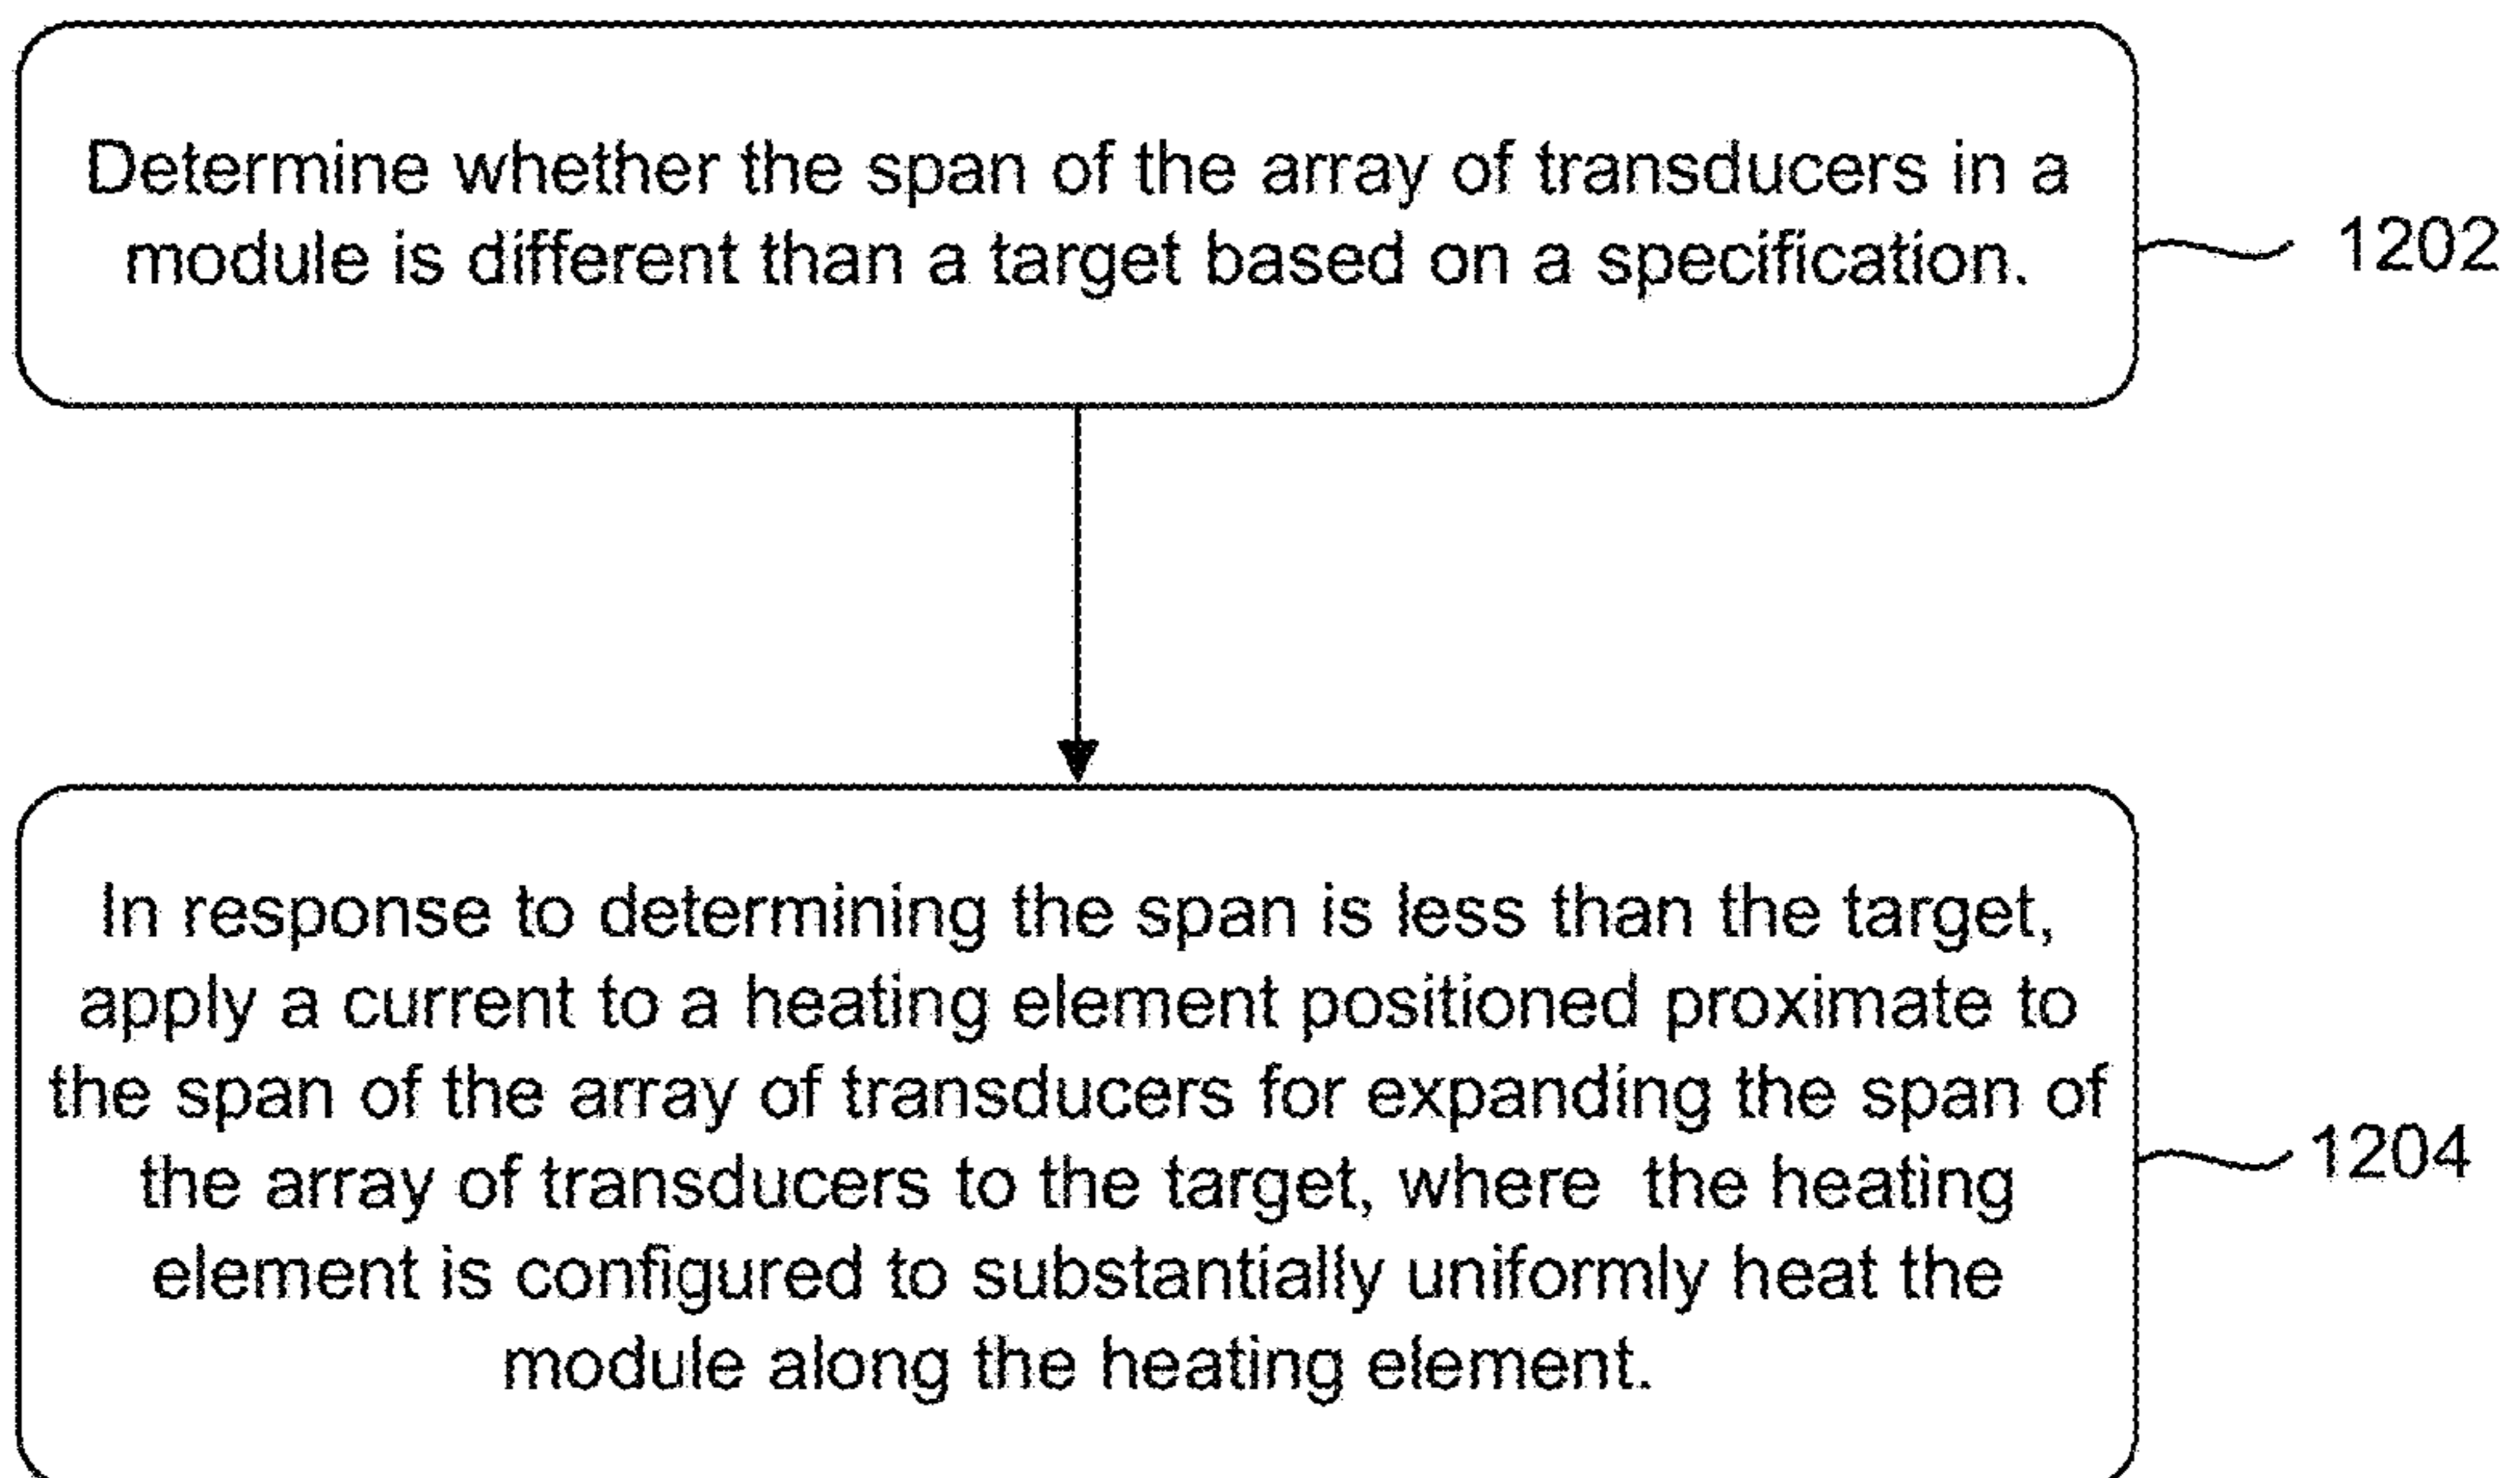 Determine whether the span of the array of transducers in a
module is different than a target based on a specification.
1202
In response to determining the span is less than the target,
apply a current to a heating element positioned proximate to
the span of the array of transducers for expanding the span of
the array of transducers to the target, where the heating
element is configured to substantially uniformly heat the
module along the heating element.
1204